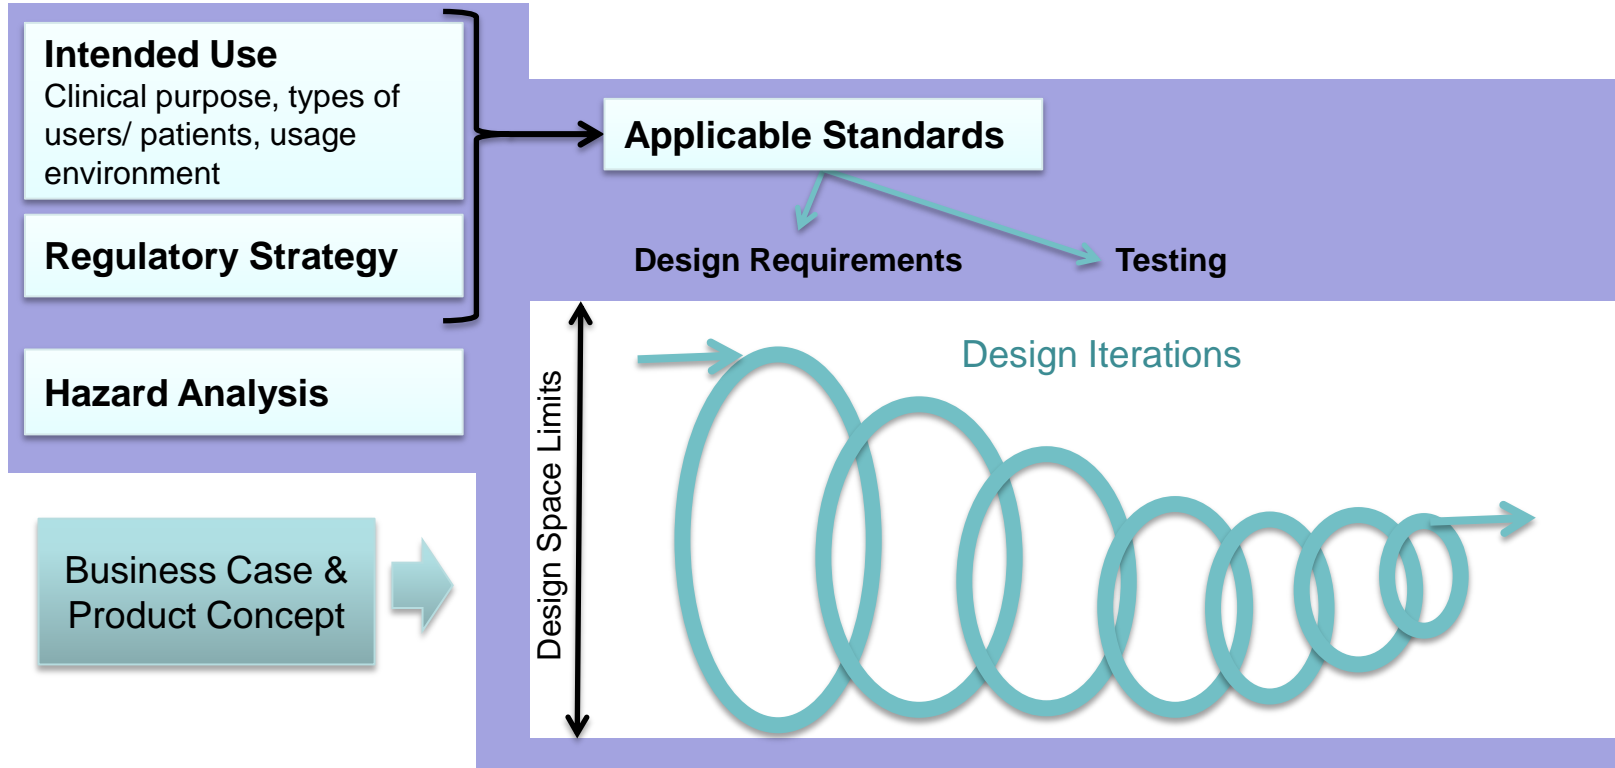 Intended Use
Clinical purpose, types of
users/ patients, usage
environment
Regulatory Strategy
Hazard Analysis
Business Case &
Product Concept
Applicable Standards
Design Requirements
Testing
Design Space Limits
Design Iterations